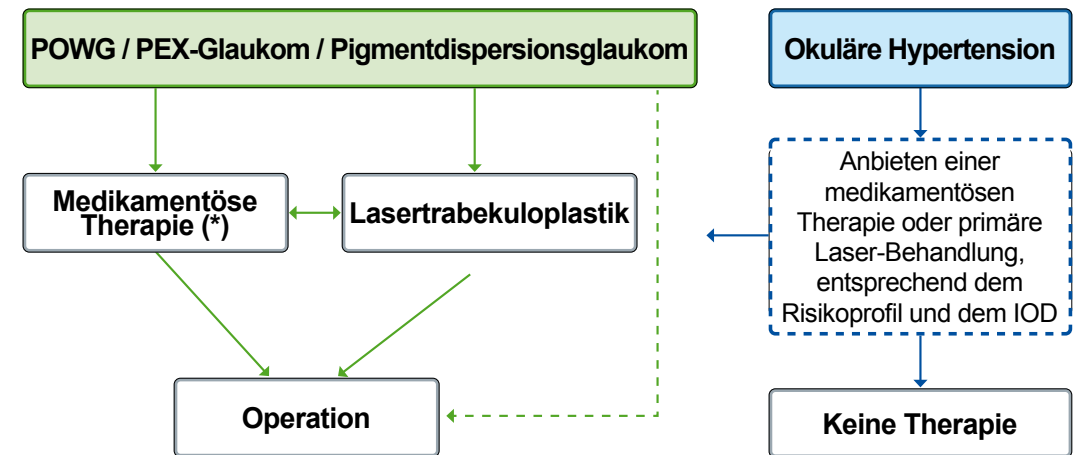 POWG / PEX-Glaukom / Pigmentdispersionsglaukom
Okuläre Hypertension
Medikamentöse
Therapie (*)
Lasertrabekuloplastik
Anbieten einer
medikamentösen
Therapie oder primäre
Laser-Behandlung,
entsprechend dem
Risikoprofil und dem IOD
Operation
Keine Therapie